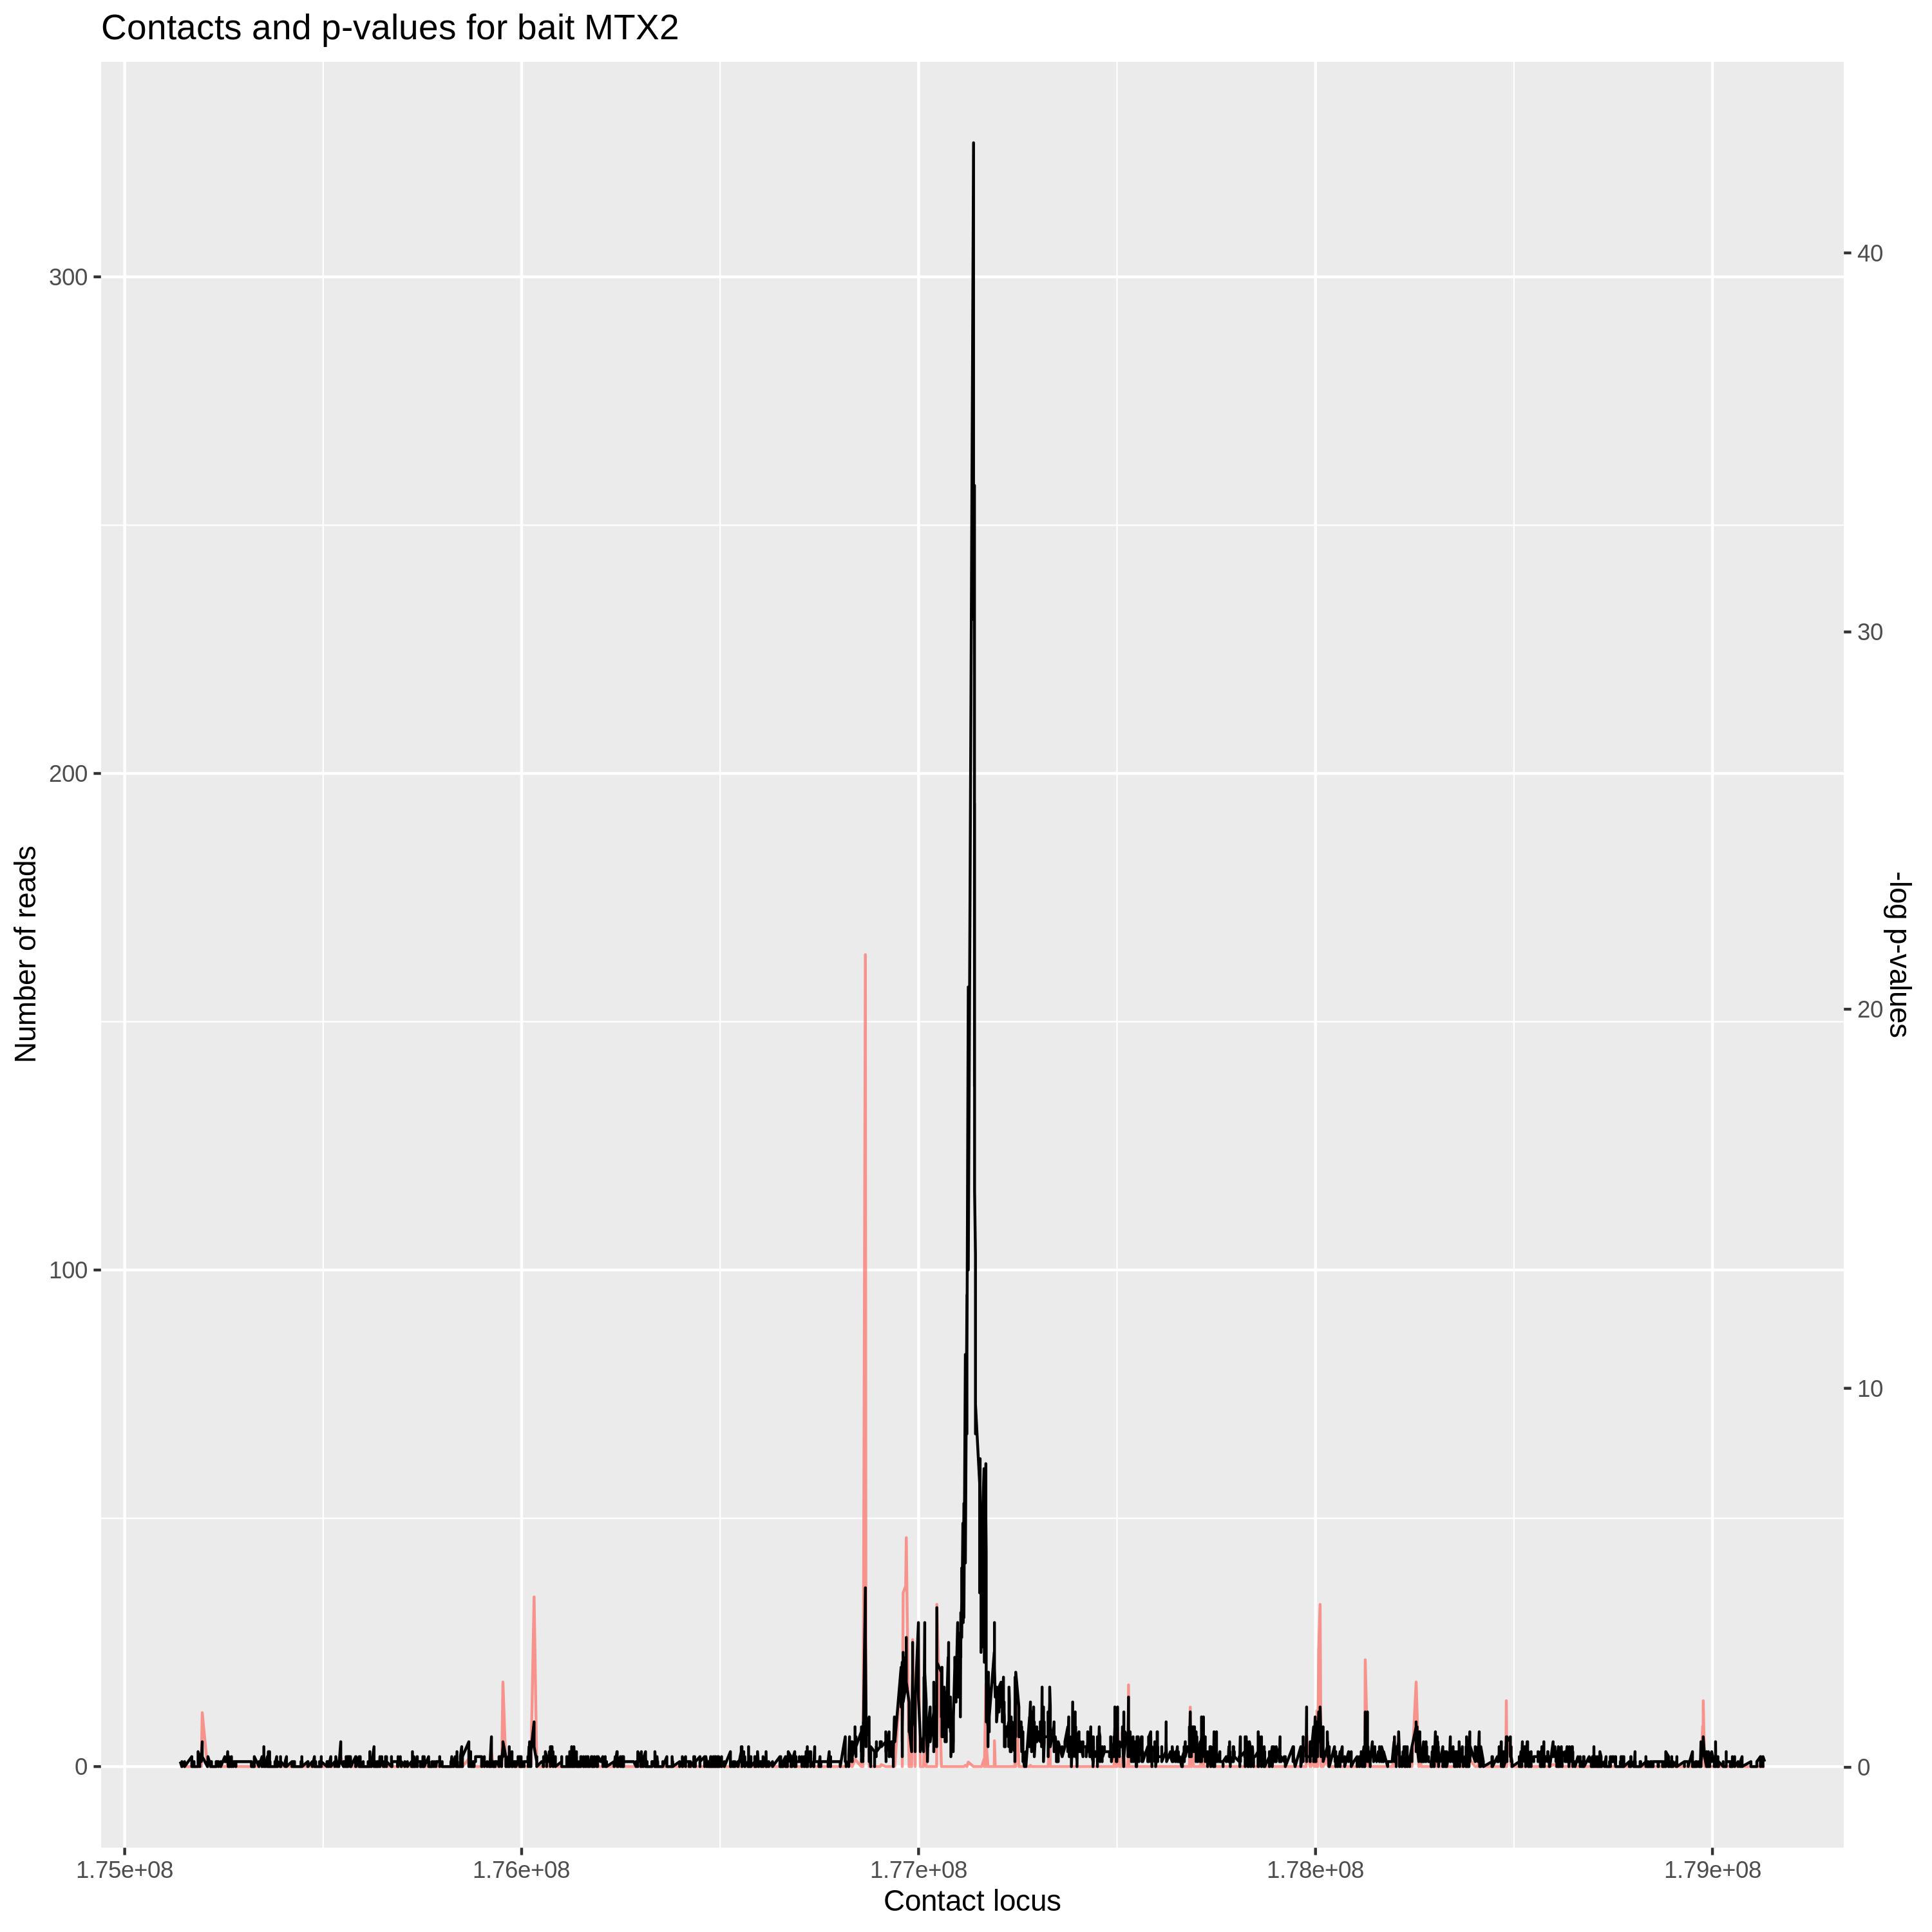 Contacts and p-values for bait MTX2
300
200
100
0
Number of reads
40
30
20
10
0
-log p-values
1.75e+08
1.76e+08
1.77e+08
1.78e+08
1.79e+08
Contact locus